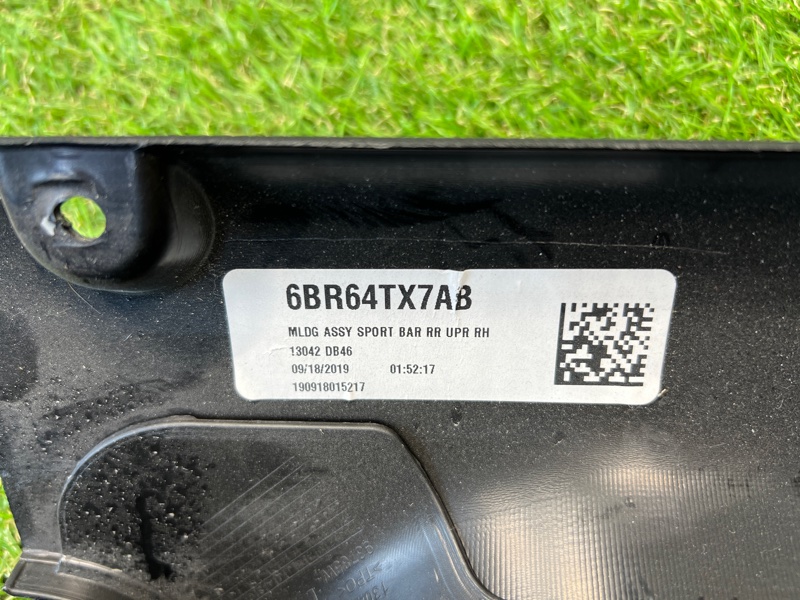 6BR64TX7AB
MLDG ASSY SPORT BAR RR UPR RH
13042 DB46
09/18/2019 01:52:17
190918015217